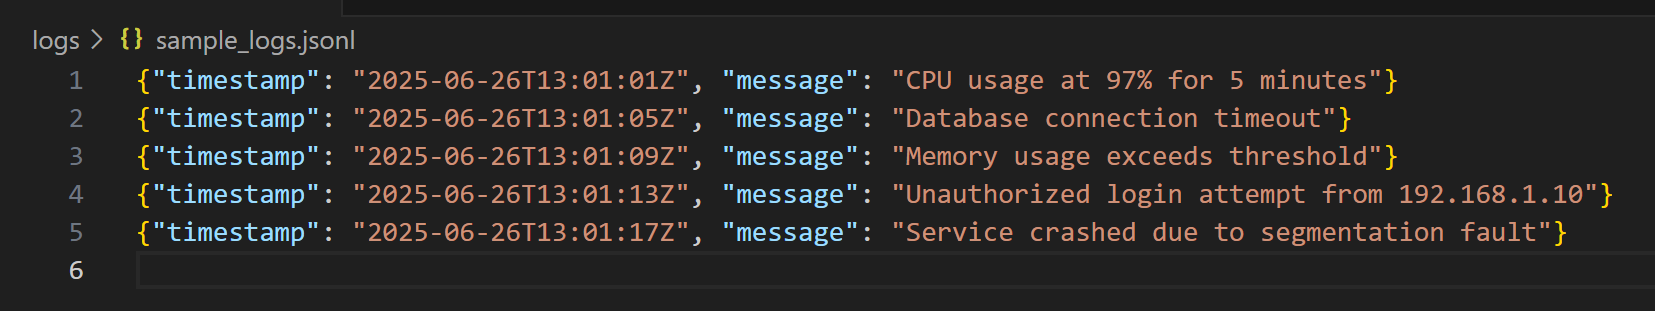 logs > {} sample_logs.jsonl
1 {"timestamp": "2025-06-26T13:01:01Z", "message": "CPU usage at 97% for 5 minutes"}
2 {"timestamp": "2025-06-26T13:01:05Z", "message": "Database connection timeout"}
3 {"timestamp": "2025-06-26T13:01:09Z", "message": "Memory usage exceeds threshold"}
4 {"timestamp": "2025-06-26T13:01:13Z", "message": "Unauthorized login attempt from 192.168.1.10"}
5 {"timestamp": "2025-06-26T13:01:17Z", "message": "Service crashed due to segmentation fault"}
6